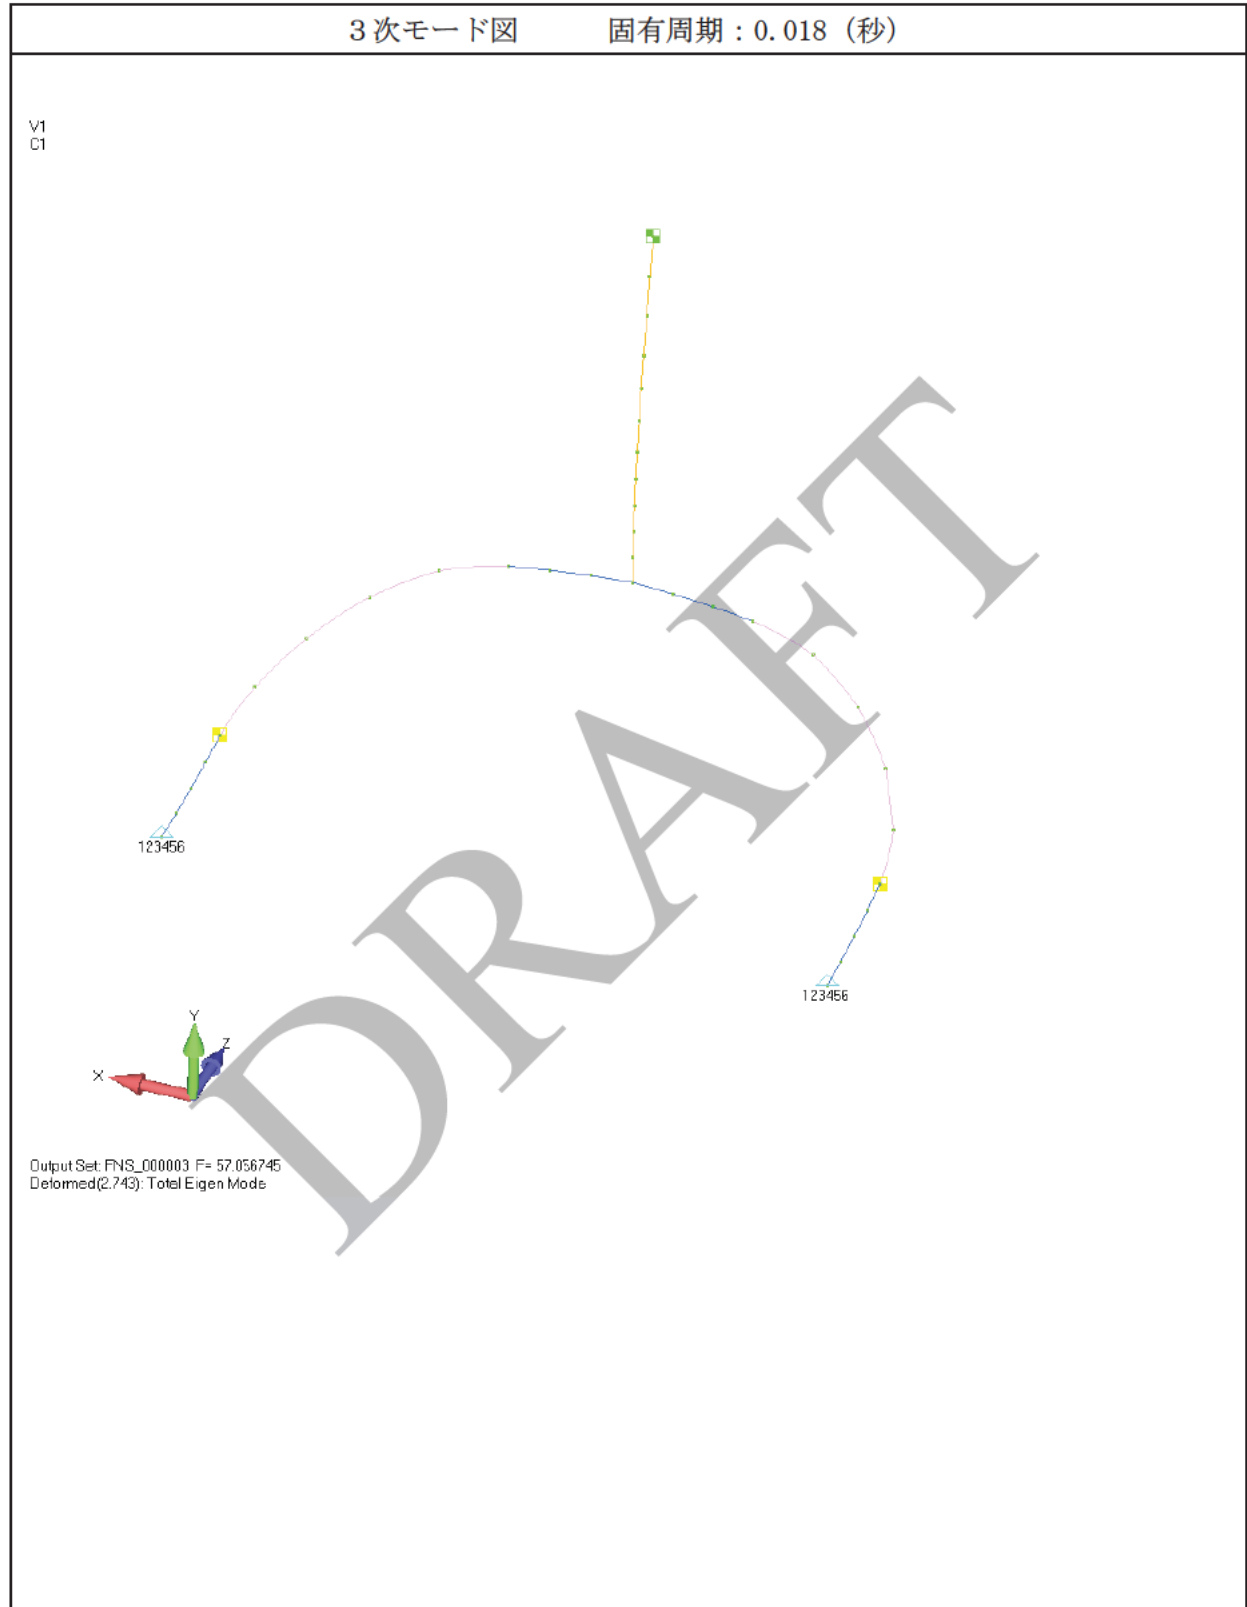 ３次モード図　　固有周期：0.018（秒）
V1
C1
123456
123456
Y
Z
X
Output Set: FNS_000003 F= 57.056745
Deformed(2.743): Total Eigen Mode
DRAFT